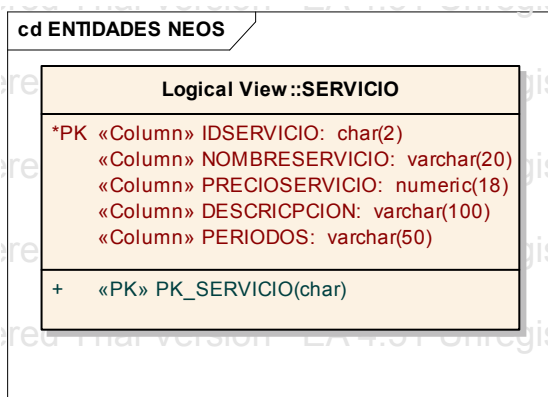 cd ENTIDADES NEOS
Logical View::SERVICIO
*PK «Column» IDSERVICIO: char(2)
«Column» NOMBRESERVICIO: varchar(20)
«Column» PRECIOSERVICIO: numeric(18)
«Column» DESCRICPCION: varchar(100)
«Column» PERIODOS: varchar(50)
+ «PK» PK_SERVICIO(char)